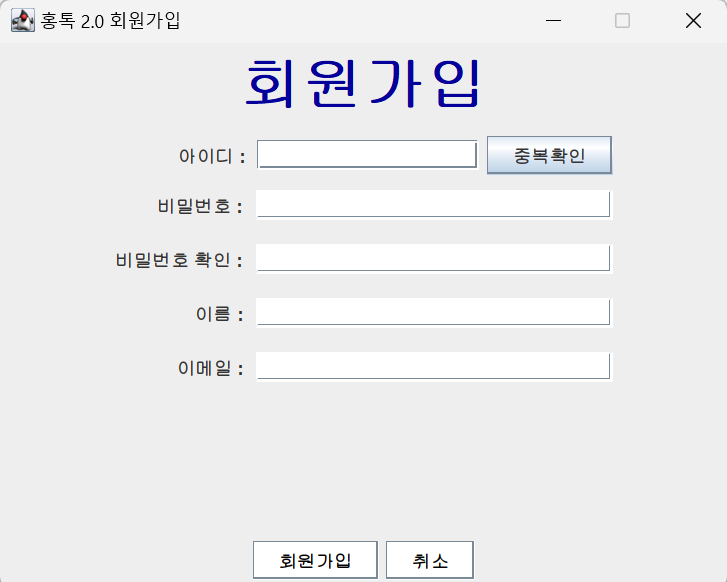 홍톡 2.0 회원가입
회원가입
아이디 : 중복확인
비밀번호 :
비밀번호 확인 :
이름 :
이메일 :
회원가입 취소